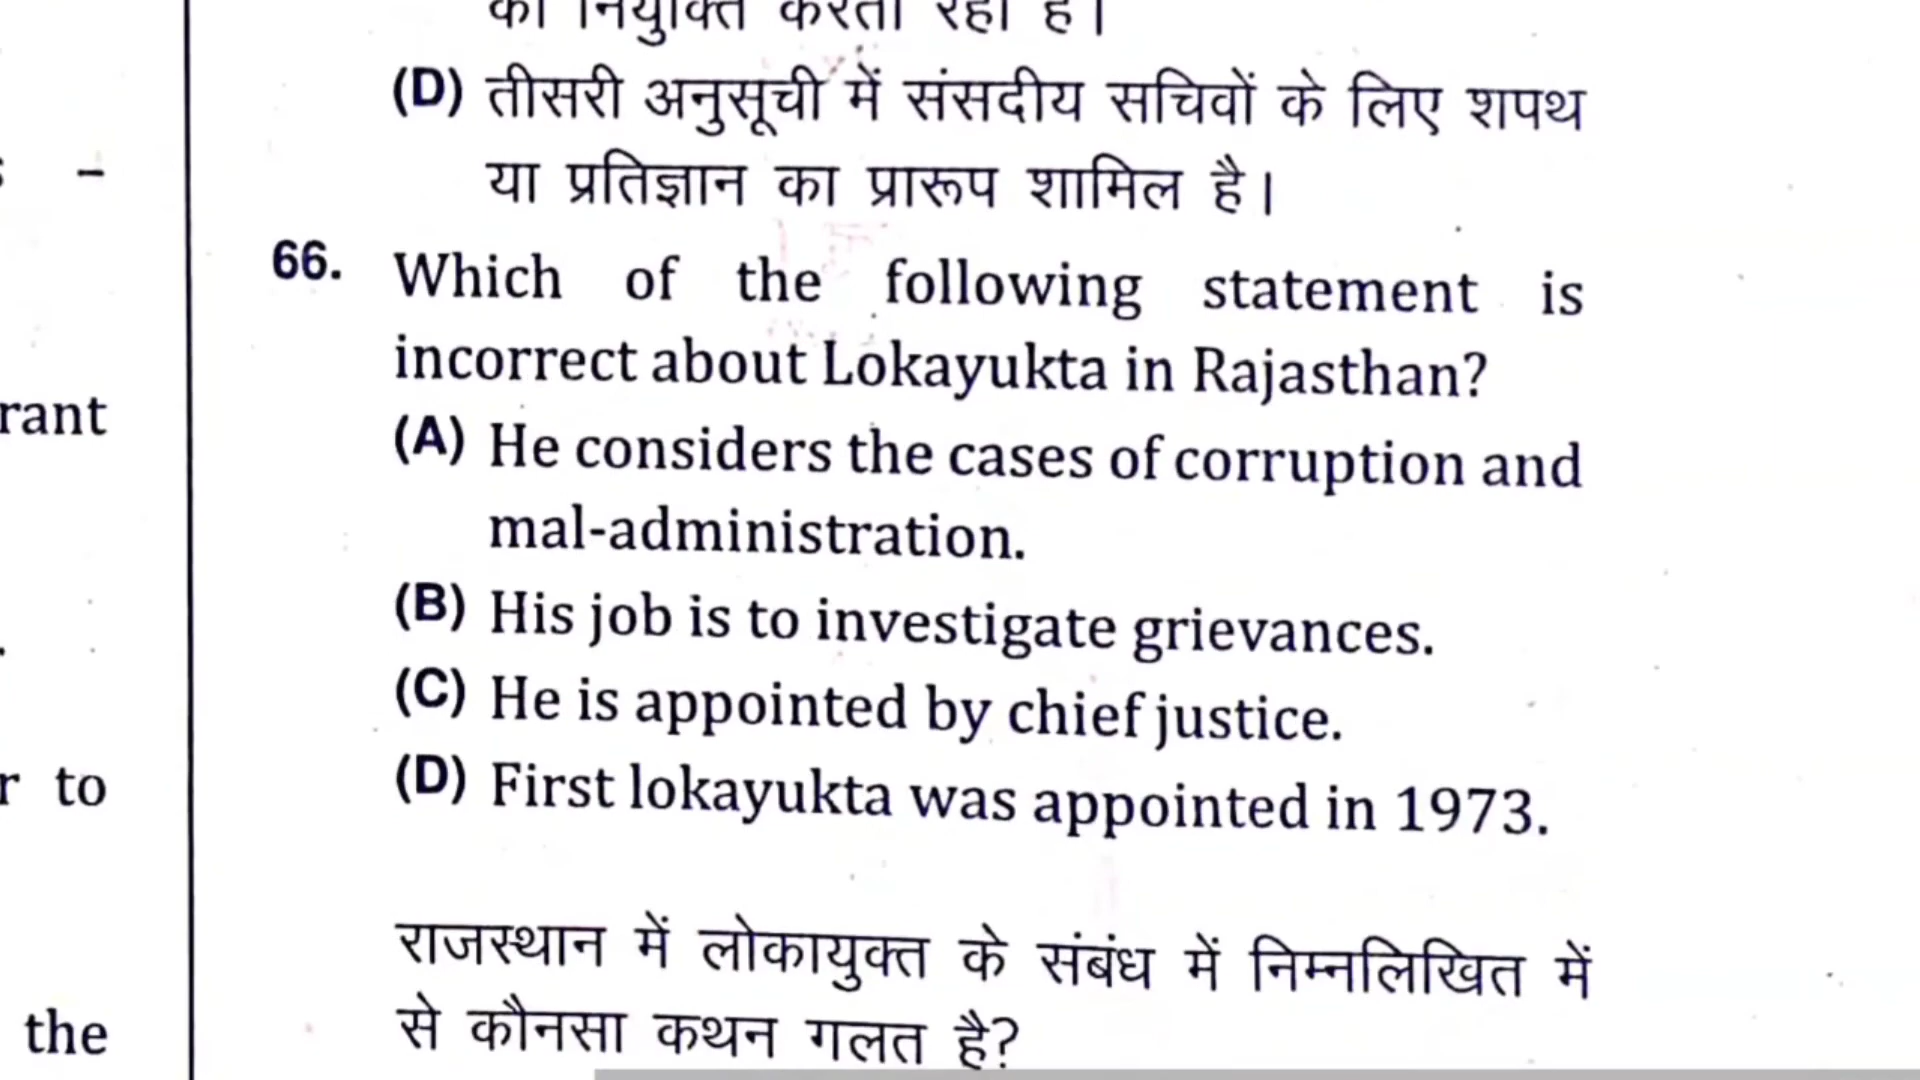 की नियुक्ति करता रहा है।
(D) तीसरी अनुसूची में संसदीय सचिवों के लिए शपथ
या प्रतिज्ञान का प्रारूप शामिल है।
-
66. Which of the following statement is
incorrect about Lokayukta in Rajasthan?
rant
(A) He considers the cases of corruption and
mal-administration.
(B) His job is to investigate grievances.
(C) He is appointed by chief justice.
(D) First lokayukta was appointed in 1973.
r to
राजस्थान में लोकायुक्त के संबंध में निम्नलिखित में
से कौनसा कथन गलत है?
the